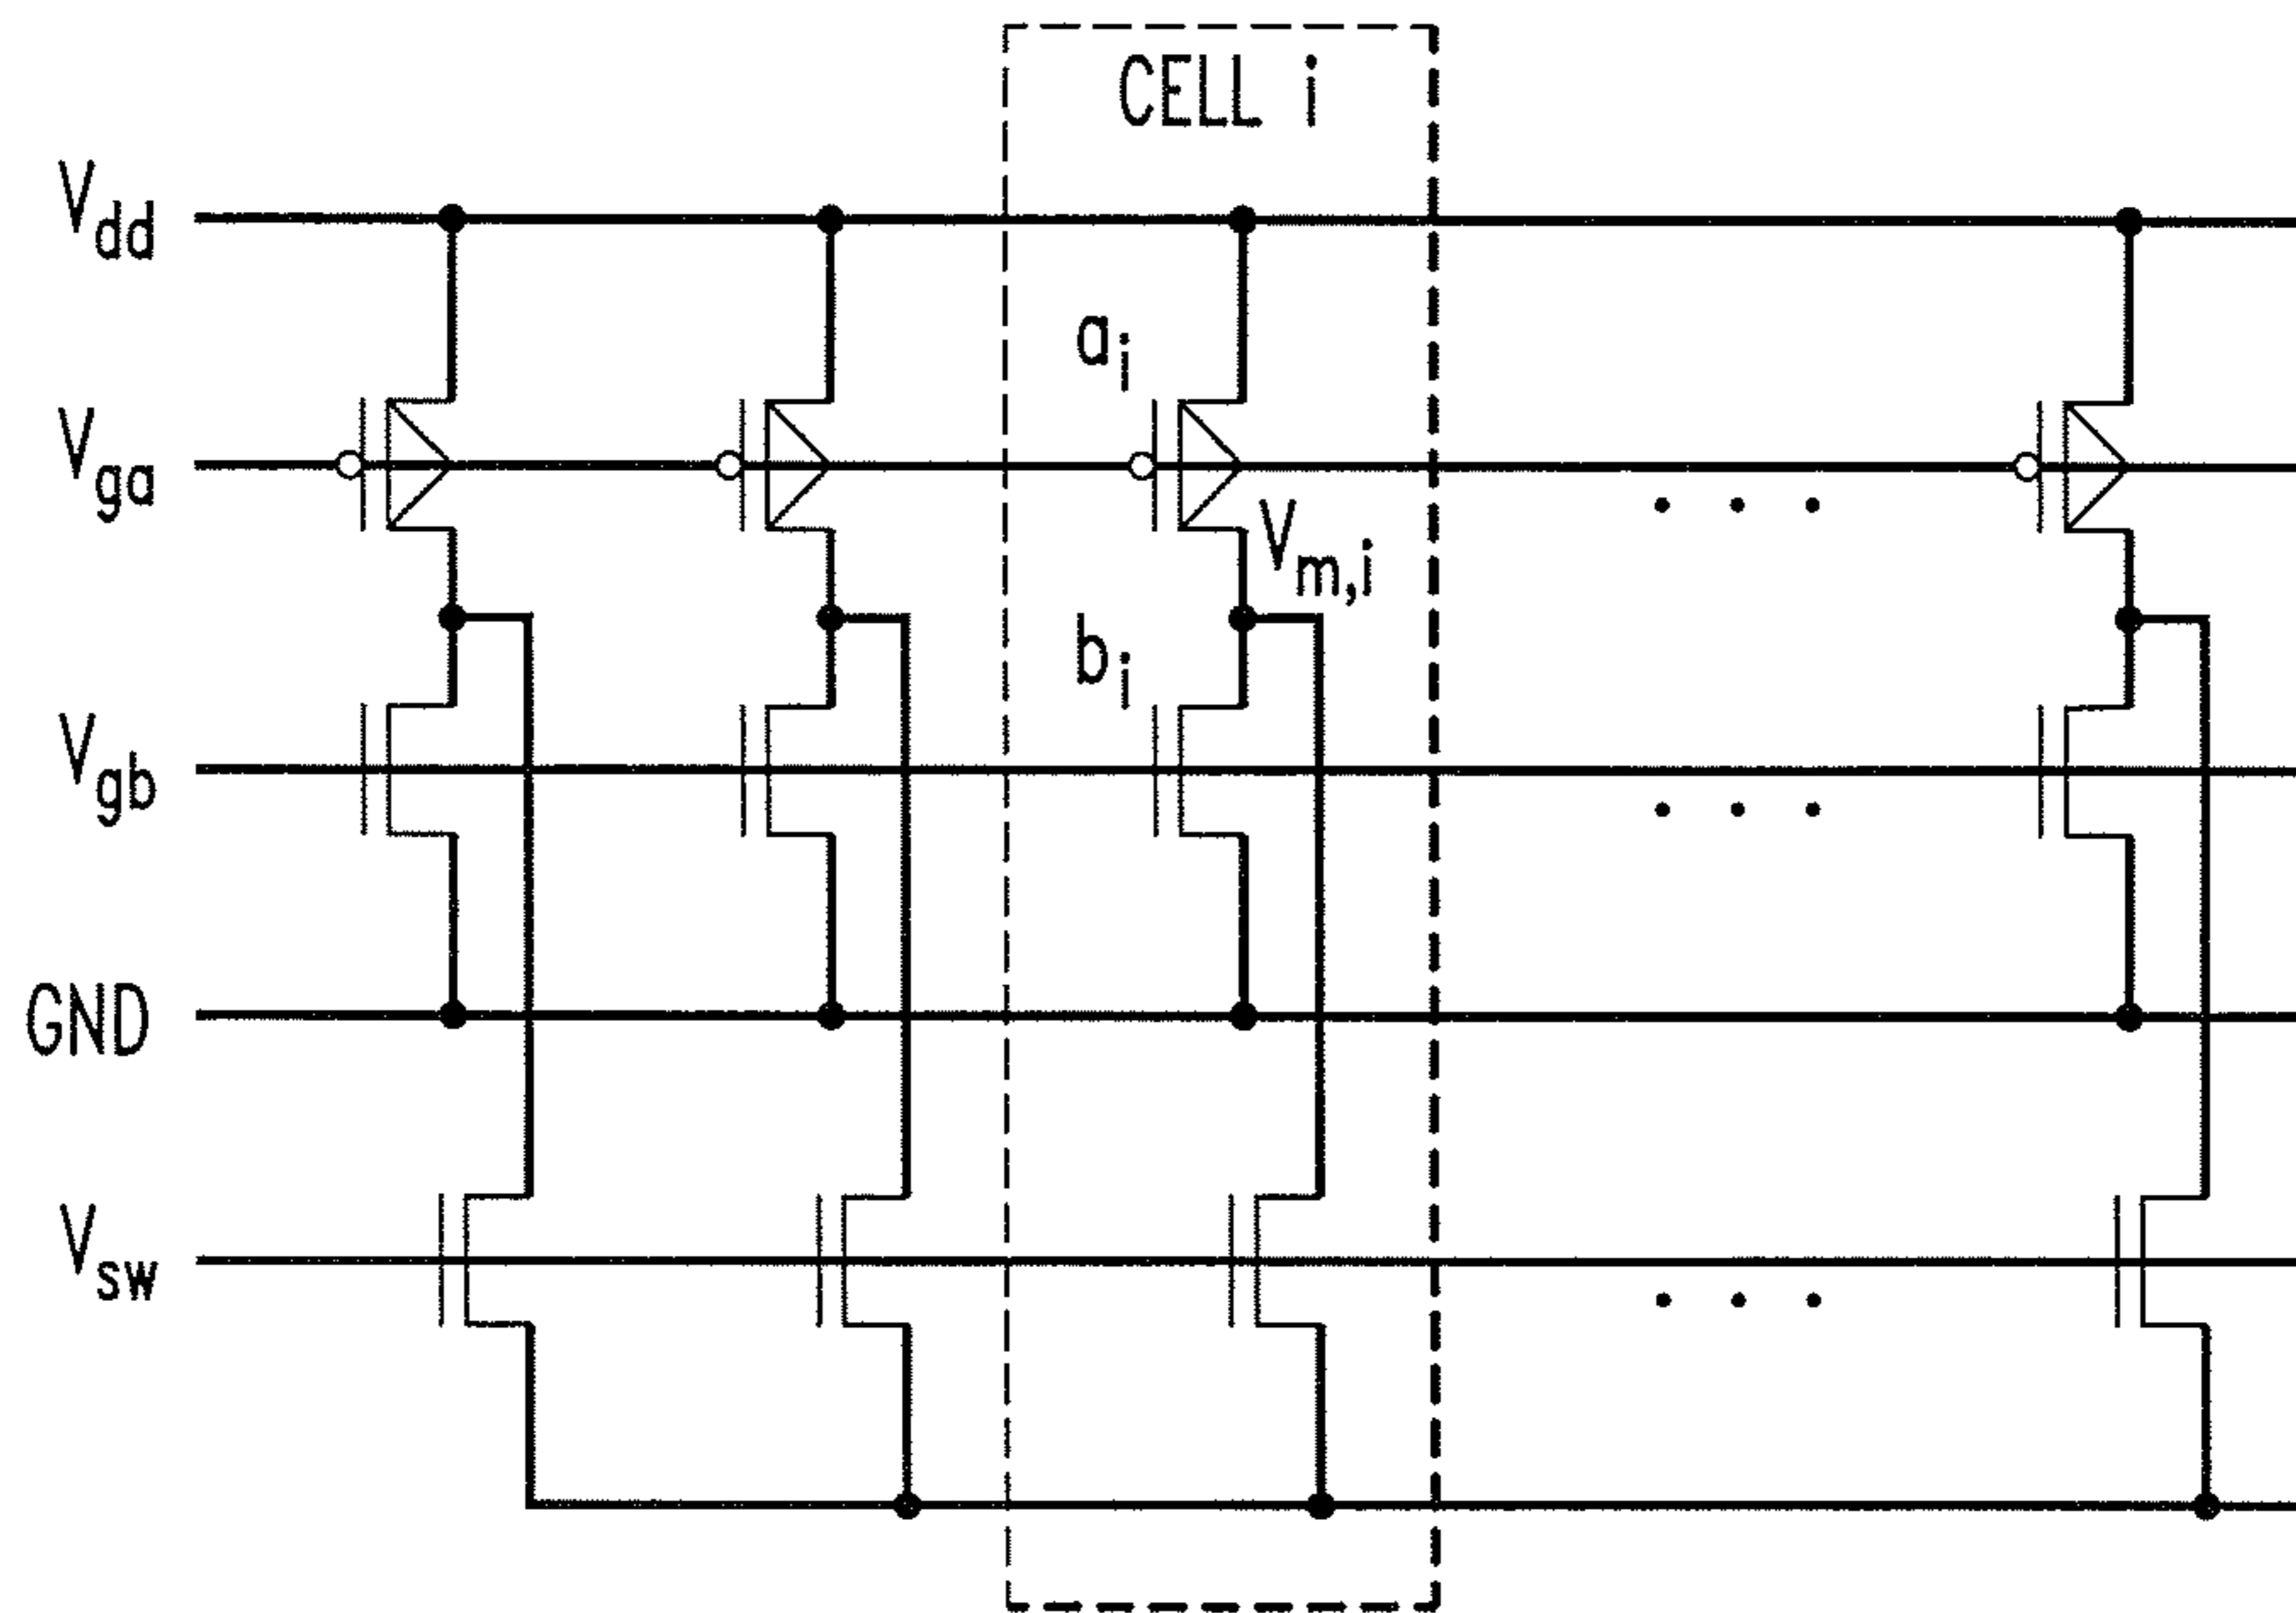 CELL i
Vdd
ai
Vga
Vm,i
bi
Vgb
GND
Vsw